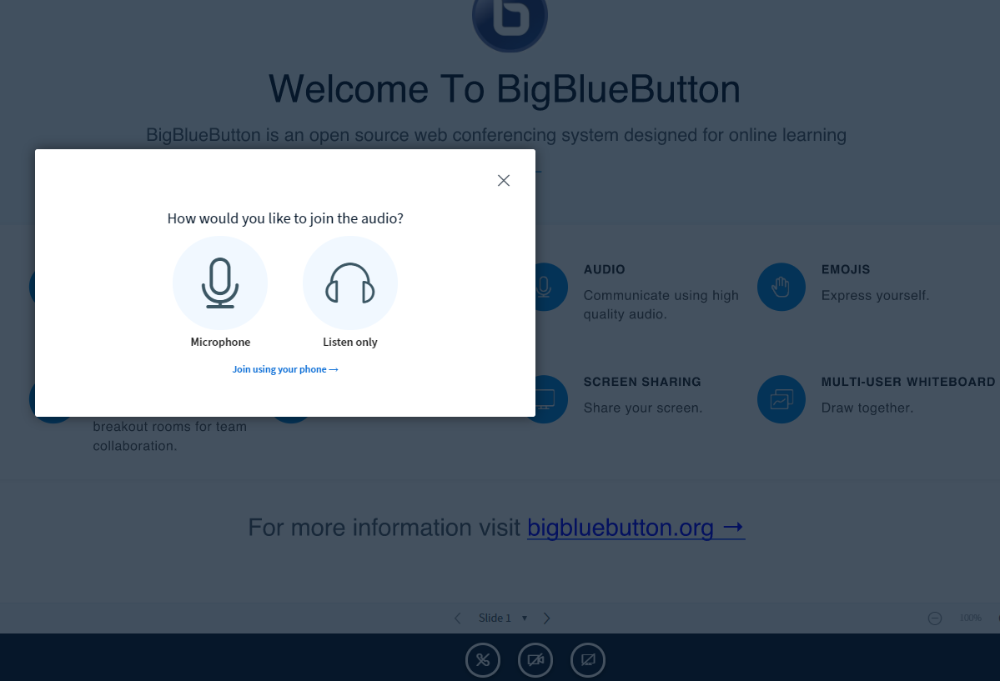 Welcome To BigBlueButton
BigBlueButton is an open source web conferencing system designed for online learning
How would you like to join the audio?
Microphone
Listen only
Join using your phone →
AUDIO
Communicate using high
quality audio.
EMOJIS
Express yourself.
breakout rooms for team
collaboration.
SCREEN SHARING
Share your screen.
MULTI-USER WHITEBOARD
Draw together.
For more information visit bigbluebutton.org →
Slide 1
100%